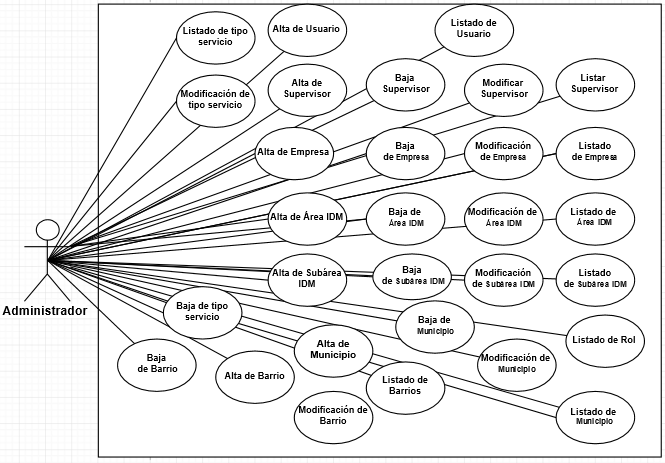 Listado de tipo
servicio
Alta de Usuario
Listado de
Usuario
Modificación de
tipo servicio
Alta de
Supervisor
Baja
Supervisor
Modificar
Supervisor
Listar
Supervisor
Alta de Empresa
Baja
de Empresa
Modificación
de Empresa
Listado
de Empresa
Alta de Área IDM
Baja de
Área IDM
Modificación de
Área IDM
Listado de
Área IDM
Alta de Subárea
IDM
Baja
de Subárea IDM
Modificación
de Subárea IDM
Listado
de Subárea IDM
Administrador
Baja de tipo
servicio
Baja de
Municipio
Listado de Rol
Alta de
Municipio
Baja
de Barrio
Modificación de
Municipio
Alta de Barrio
Listado de
Barrios
Modificación de
Barrio
Listado de
Municipio